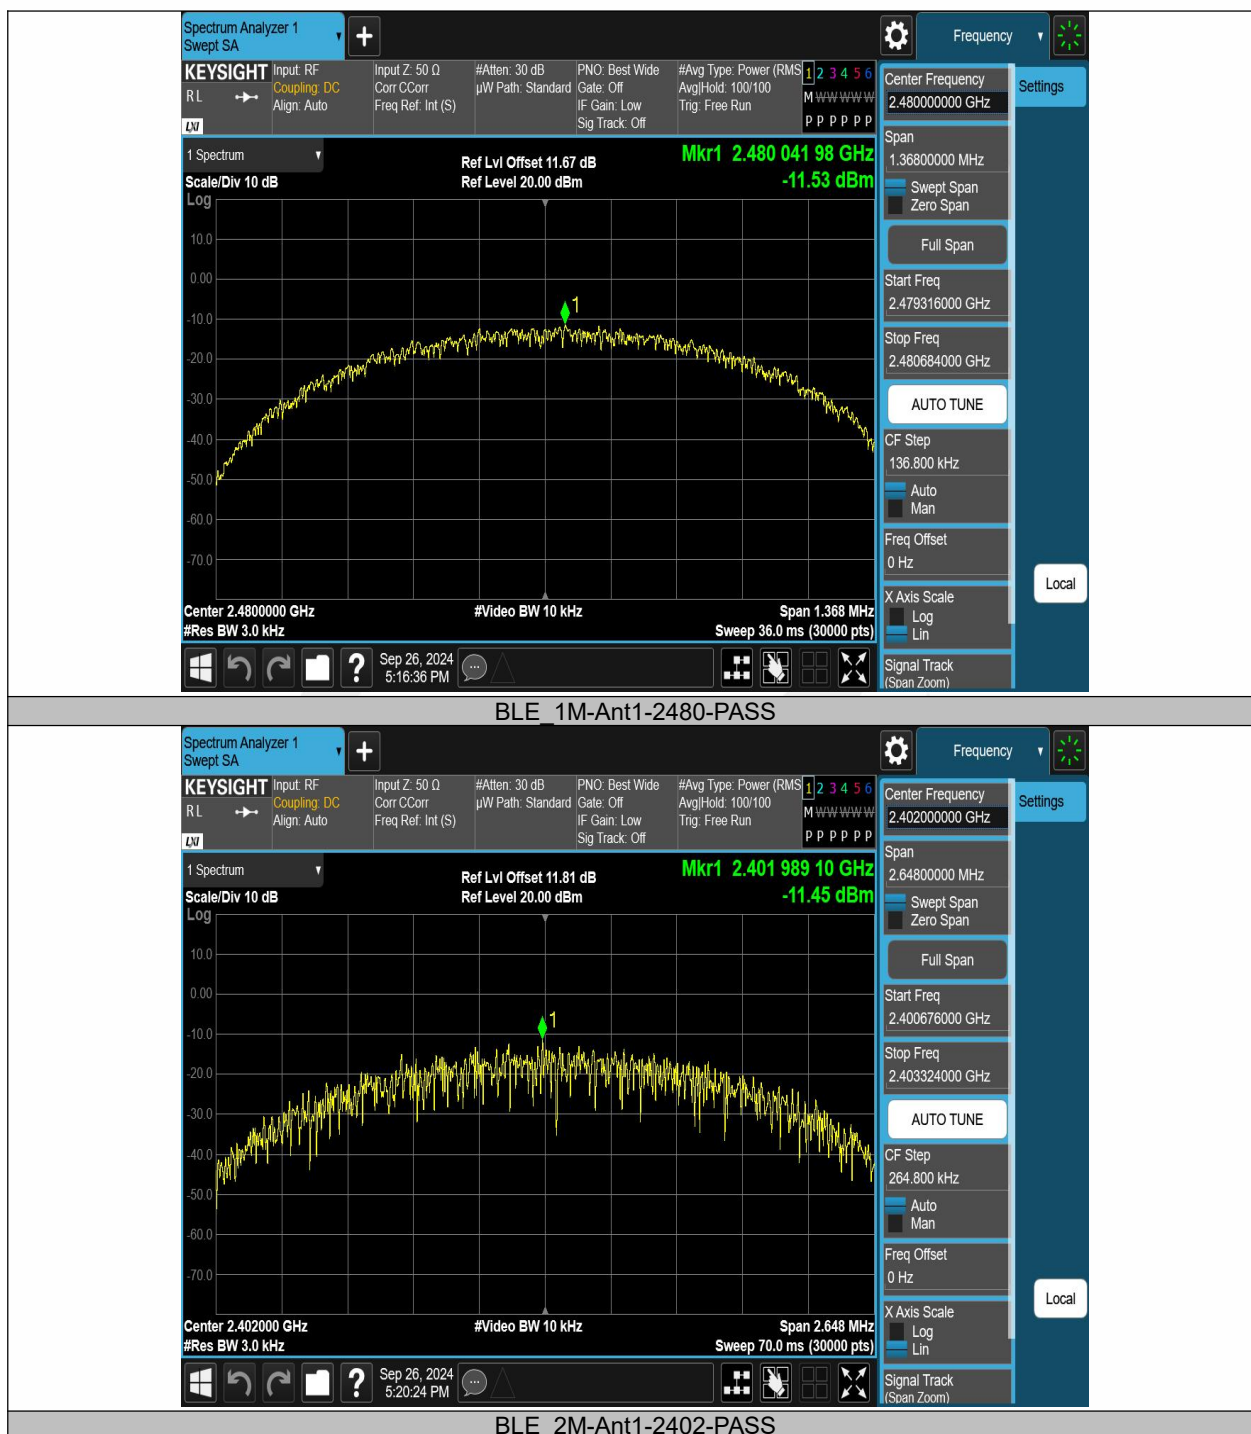 Spectrum Analyzer 1
Swept SA
Frequency
KEYSIGHT
RL
LXI
Input: RF
Coupling: DC
Align: Auto
Input Z: 50 Ω
Corr CCorr
Freq Ref: Int (S)
#Atten: 30 dB
µW Path: Standard
PNO: Best Wide
Gate: Off
IF Gain: Low
Sig Track: Off
#Avg Type: Power (RMS
Avg|Hold: 100/100
Trig: Free Run
1 2 3 4 5 6
M W W W W W
P P P P P P
1 Spectrum
Scale/Div 10 dB
Log
Ref Lvl Offset 11.67 dB
Ref Level 20.00 dBm
Mkr1 2.480 041 98 GHz
-11.53 dBm
1
10.0
0.00
-10.0
-20.0
-30.0
-40.0
-50.0
-60.0
-70.0
Center 2.4800000 GHz
#Res BW 3.0 kHz
#Video BW 10 kHz
Span 1.368 MHz
Sweep 36.0 ms (30000 pts)
?
Sep 26, 2024
5:16:36 PM
Center Frequency
2.480000000 GHz
Span
1.36800000 MHz
Swept Span
Zero Span
Full Span
Start Freq
2.479316000 GHz
Stop Freq
2.480684000 GHz
AUTO TUNE
CF Step
136.800 kHz
Auto
Man
Freq Offset
0 Hz
X Axis Scale
Log
Lin
Signal Track
(Span Zoom)
Settings
Local
BLE_1M-Ant1-2480-PASS
Spectrum Analyzer 1
Swept SA
Frequency
KEYSIGHT
RL
LXI
Input: RF
Coupling: DC
Align: Auto
Input Z: 50 Ω
Corr CCorr
Freq Ref: Int (S)
#Atten: 30 dB
µW Path: Standard
PNO: Best Wide
Gate: Off
IF Gain: Low
Sig Track: Off
#Avg Type: Power (RMS
Avg|Hold: 100/100
Trig: Free Run
1 2 3 4 5 6
M W W W W W
P P P P P P
1 Spectrum
Scale/Div 10 dB
Log
Ref Lvl Offset 11.81 dB
Ref Level 20.00 dBm
Mkr1 2.401 989 10 GHz
-11.45 dBm
1
10.0
0.00
-10.0
-20.0
-30.0
-40.0
-50.0
-60.0
-70.0
Center 2.402000 GHz
#Res BW 3.0 kHz
#Video BW 10 kHz
Span 2.648 MHz
Sweep 70.0 ms (30000 pts)
?
Sep 26, 2024
5:20:24 PM
Center Frequency
2.402000000 GHz
Span
2.64800000 MHz
Swept Span
Zero Span
Full Span
Start Freq
2.400676000 GHz
Stop Freq
2.403324000 GHz
AUTO TUNE
CF Step
264.800 kHz
Auto
Man
Freq Offset
0 Hz
X Axis Scale
Log
Lin
Signal Track
(Span Zoom)
Settings
Local
BLE_2M-Ant1-2402-PASS